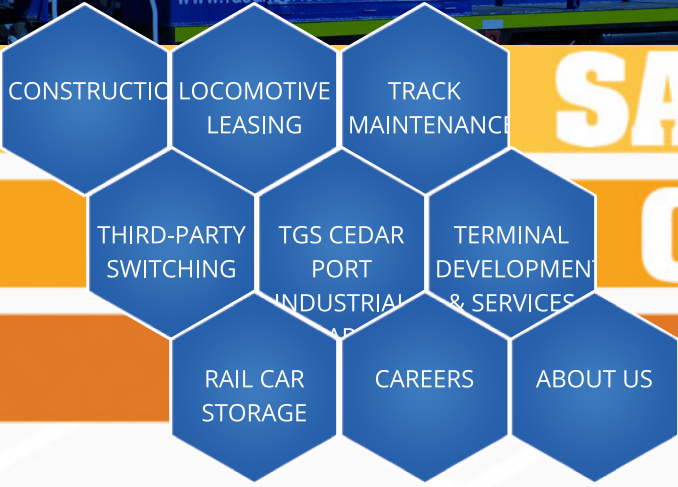 CONSTRUCTIO
LOCOMOTIVE
LEASING
TRACK
MAINTENANCE
SA
THIRD-PARTY
SWITCHING
TGS CEDAR
PORT
INDUSTRIAL
TERMINAL
DEVELOPMENT
& SERVICES
RAIL CAR
STORAGE
CAREERS
ABOUT US